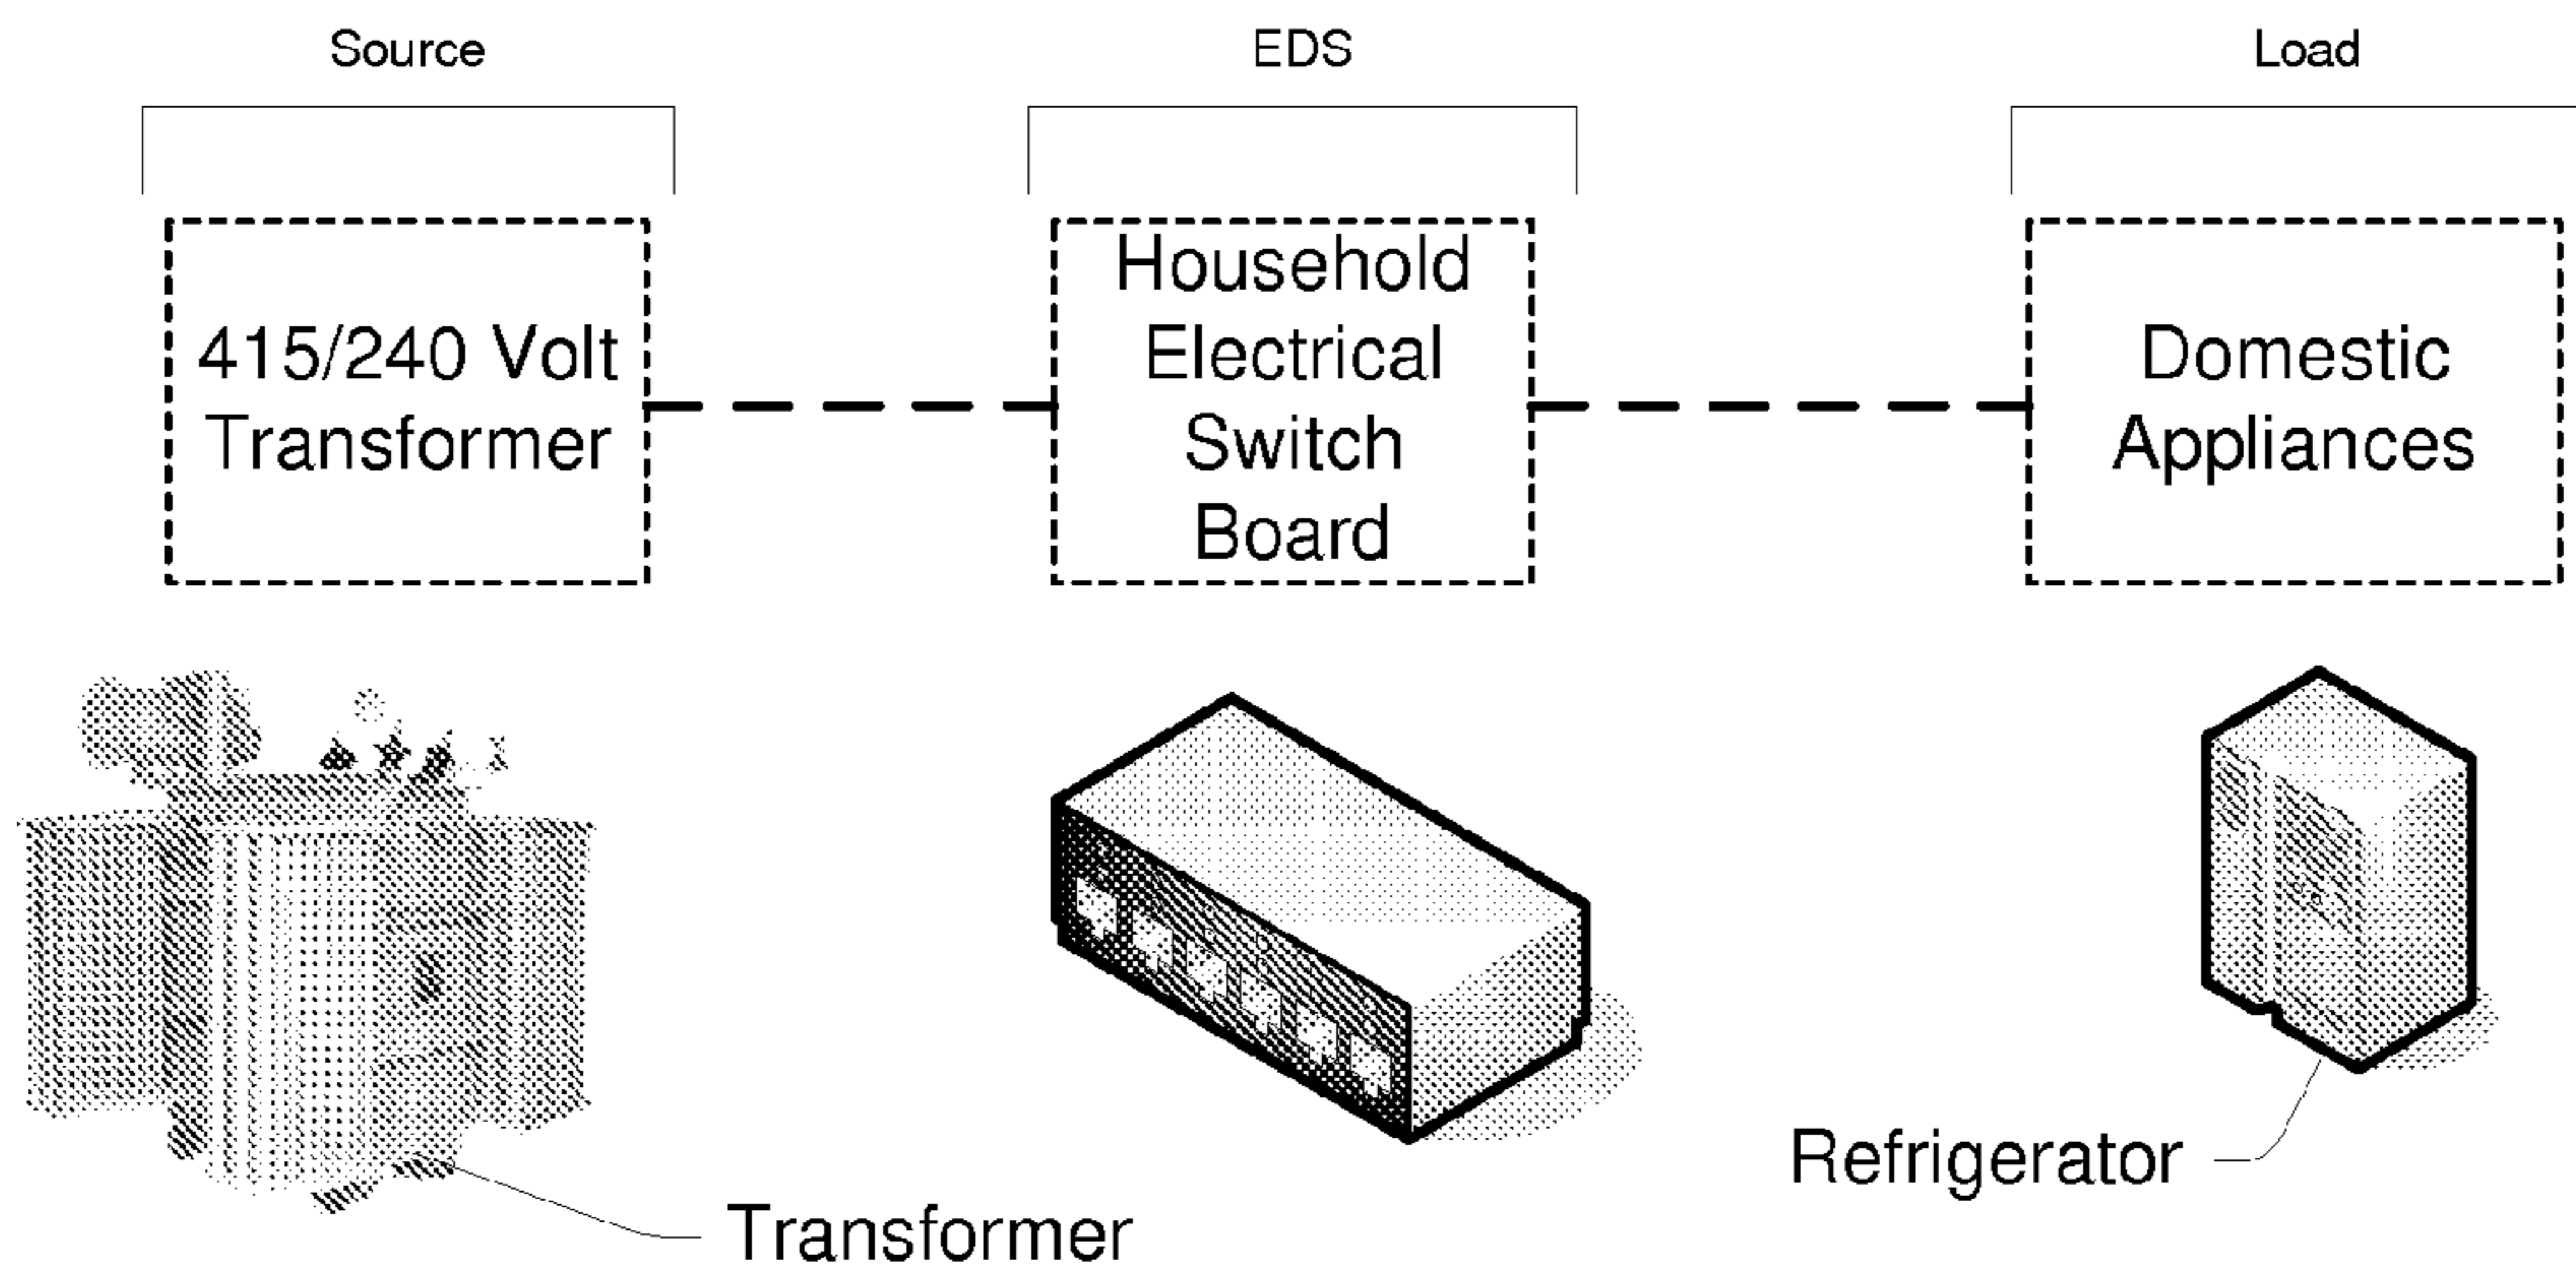 Source
EDS
Load
415/240 Volt
Transformer
Household
Electrical
Switch
Board
Domestic
Appliances
Refrigerator
Transformer